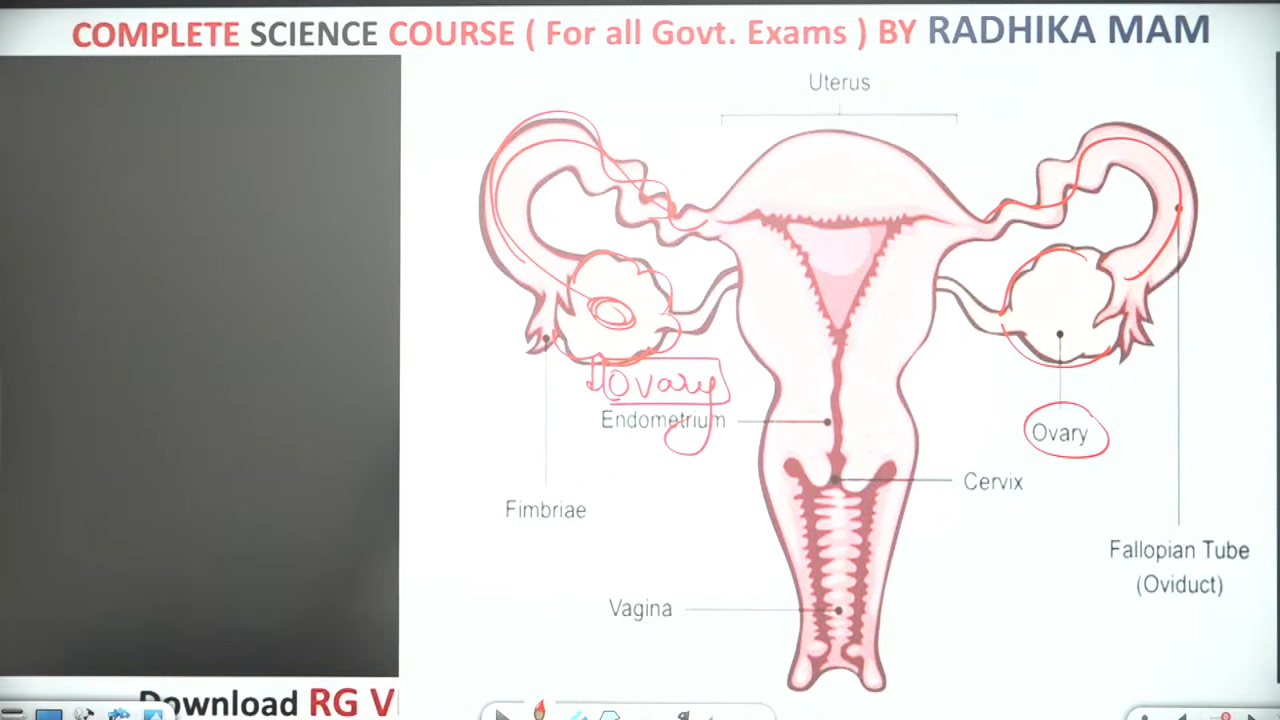 COMPLETE SCIENCE COURSE ( For all Govt. Exams ) BY RADHIKA MAM
Uterus
Ovary
Endometrium
Ovary
Cervix
Fimbriae
Fallopian Tube
(Oviduct)
Vagina
Download RG